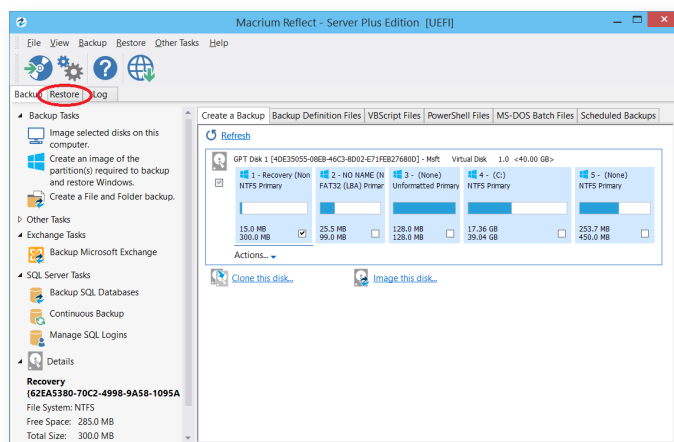 Macrium Reflect - Server Plus Edition [UEFI]
File View Backup Restore Other Tasks Help
Backup Restore Log
Backup Tasks
Image selected disks on this
computer.
Create an image of the
partition(s) required to backup
and restore Windows.
Create a File and Folder backup.
Other Tasks
Exchange Tasks
Backup Microsoft Exchange
SQL Server Tasks
Backup SQL Databases
Continuous Backup
Manage SQL Logins
Details
Recovery
{62EA5380-70C2-4998-9A58-1095A
File System: NTFS
Free Space: 285.0 MB
Total Size: 300.0 MB
Create a Backup Backup Definition Files VBScript Files PowerShell Files MS-DOS Batch Files Scheduled Backups
Refresh
GPT Disk 1 [4DE35055-08EB-46C3-8D02-E71FEB27680D] - Msft Virtual Disk 1.0 <40.00 GB>
1 - Recovery (Non
NTFS Primary
15.0 MB
300.0 MB
2 - NO NAME (N
FAT32 (LBA) Primar
25.5 MB
99.0 MB
3 - (None)
Unformatted Primary
128.0 MB
128.0 MB
4 - (C:)
NTFS Primary
17.36 GB
39.04 GB
5 - (None)
NTFS Primary
253.7 MB
450.0 MB
Actions...
Clone this disk...
Image this disk...